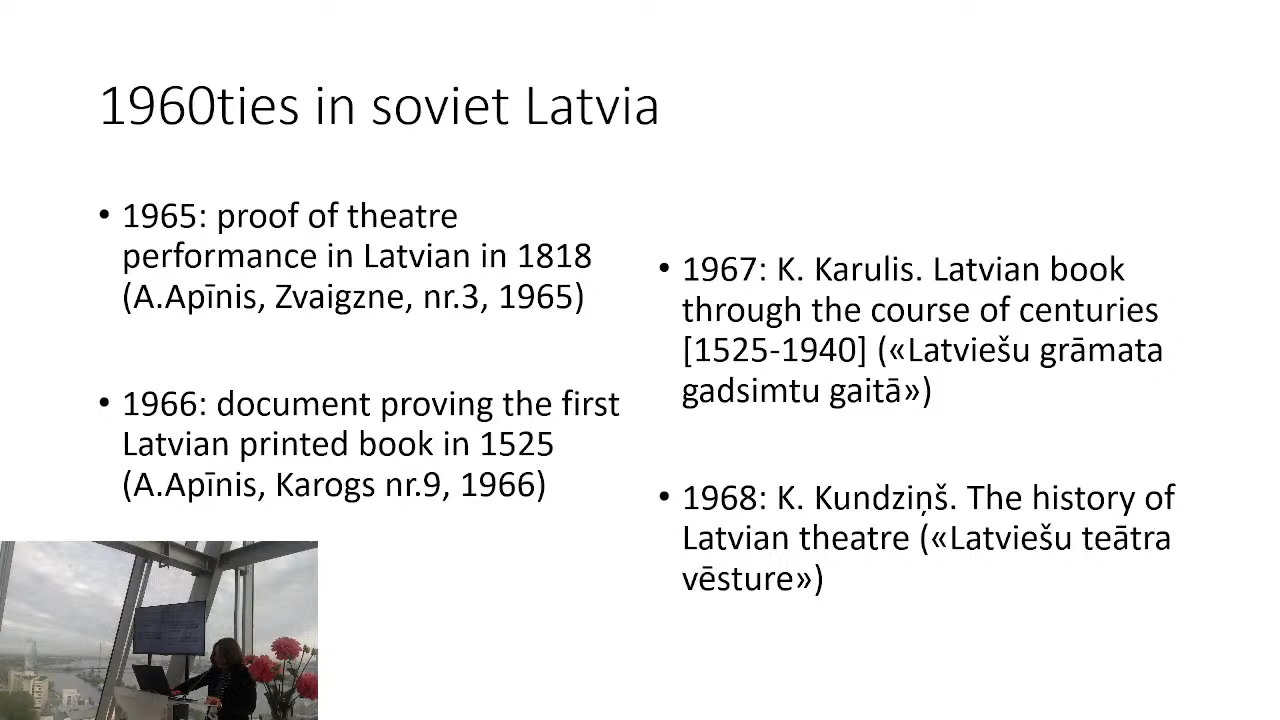 1960ties in soviet Latvia
• 1965: proof of theatre
performance in Latvian in 1818
(A.Apīnis, Zvaigzne, nr.3, 1965)
• 1966: document proving the first
Latvian printed book in 1525
(A.Apīnis, Karogs nr.9, 1966)
• 1967: K. Karulis. Latvian book
through the course of centuries
[1525-1940] («Latviešu grāmata
gadsimtu gaitā»)
• 1968: K. Kundziņš. The history of
Latvian theatre («Latviešu teātra
vēsture»)